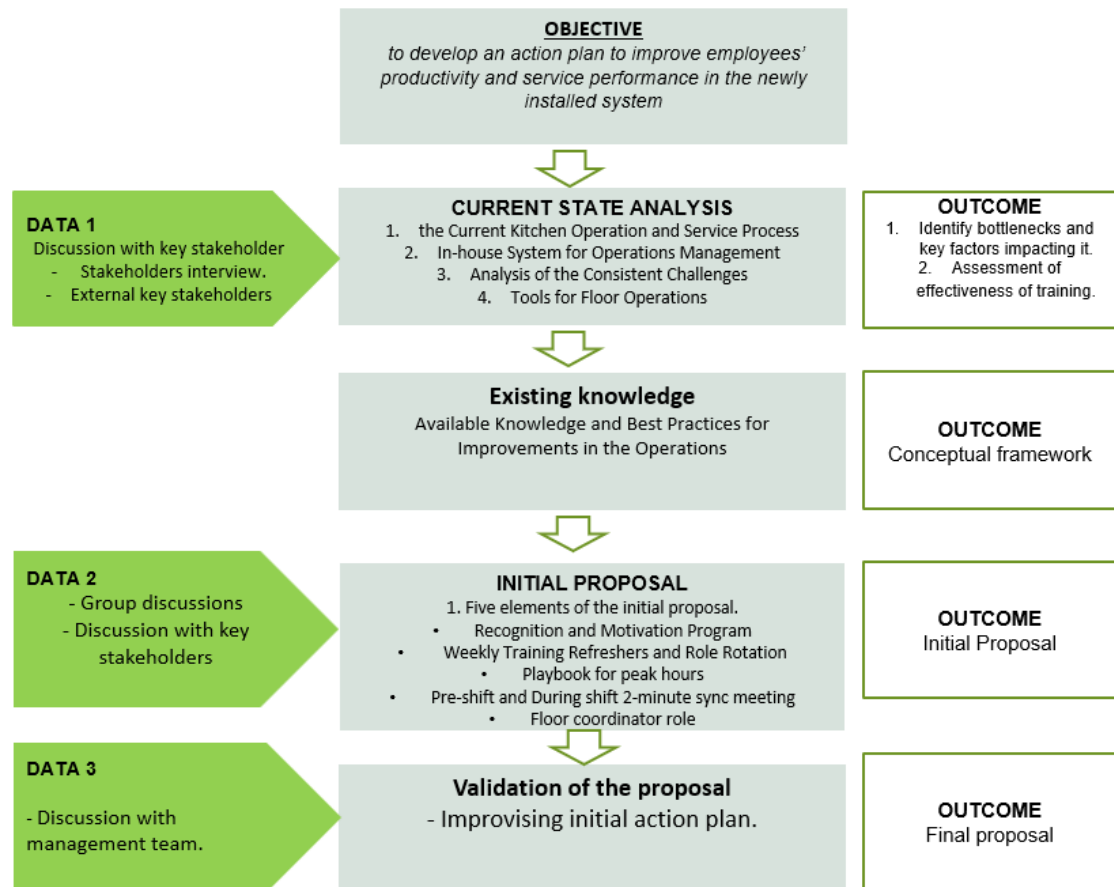 OBJECTIVE
to develop an action plan to improve employees'
productivity and service performance in the newly
installed system
DATA 1
Discussion with key stakeholder
- Stakeholders interview.
- External key stakeholders
CURRENT STATE ANALYSIS
1. the Current Kitchen Operation and Service Process
2. In-house System for Operations Management
3. Analysis of the Consistent Challenges
4. Tools for Floor Operations
OUTCOME
1. Identify bottlenecks and
key factors impacting it.
2. Assessment of
effectiveness of training.
Existing knowledge
Available Knowledge and Best Practices for
Improvements in the Operations
OUTCOME
Conceptual framework
DATA 2
- Group discussions
- Discussion with key
stakeholders
INITIAL PROPOSAL
1. Five elements of the initial proposal.
• Recognition and Motivation Program
• Weekly Training Refreshers and Role Rotation
• Playbook for peak hours
• Pre-shift and During shift 2-minute sync meeting
• Floor coordinator role
OUTCOME
Initial Proposal
DATA 3
- Discussion with
management team.
Validation of the proposal
- Improvising initial action plan.
OUTCOME
Final proposal